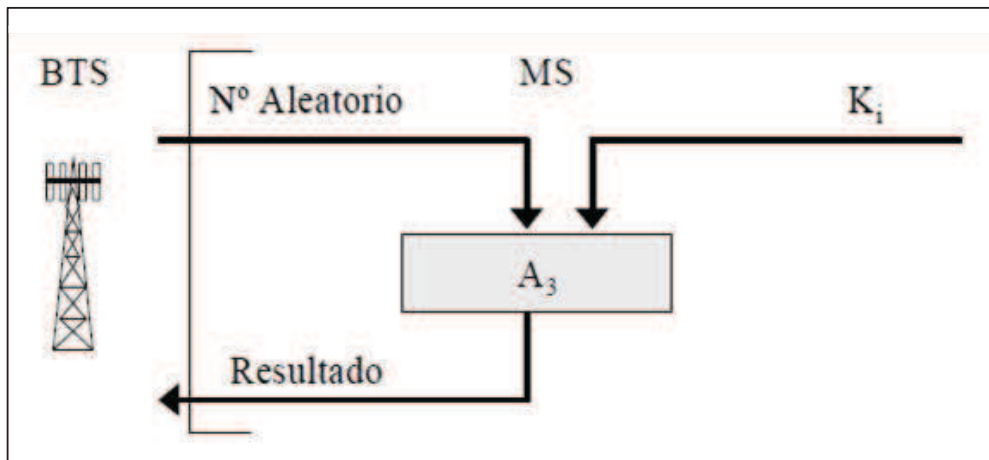 BTS
MS
Nº Aleatorio
Kᵢ
A₃
Resultado